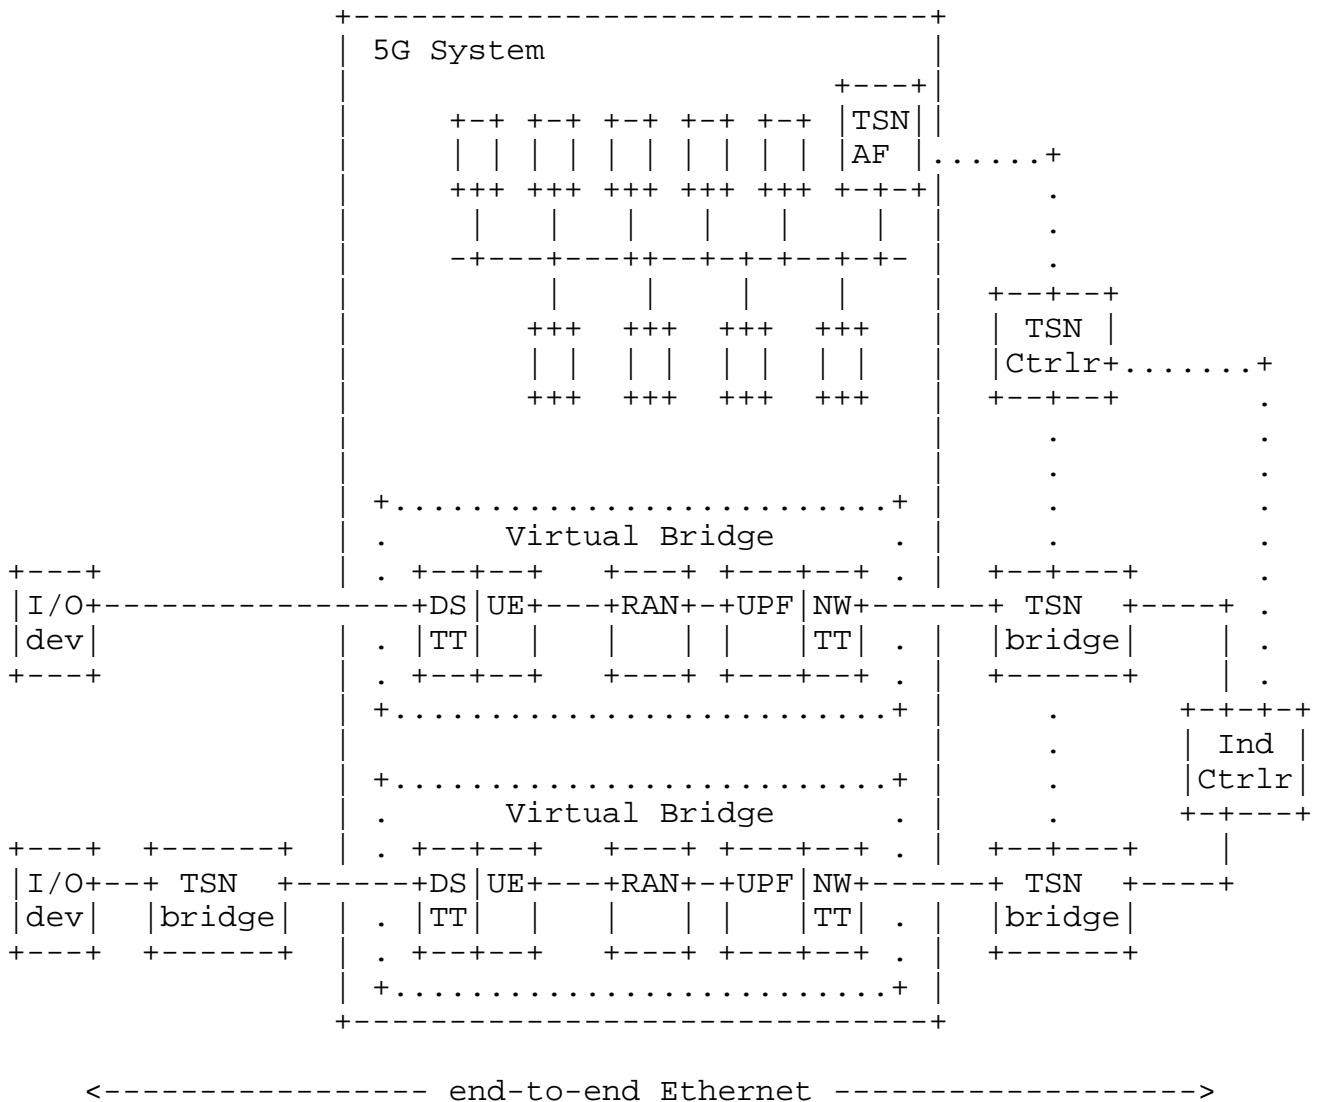 5G System
TSN
AF
TSN
Ctrlr
Virtual Bridge
I/O DS UE RAN UPF NW TSN
dev TT TT bridge
Ind
Ctrlr
Virtual Bridge
I/O TSN DS UE RAN UPF NW TSN
dev bridge TT TT bridge
end-to-end Ethernet